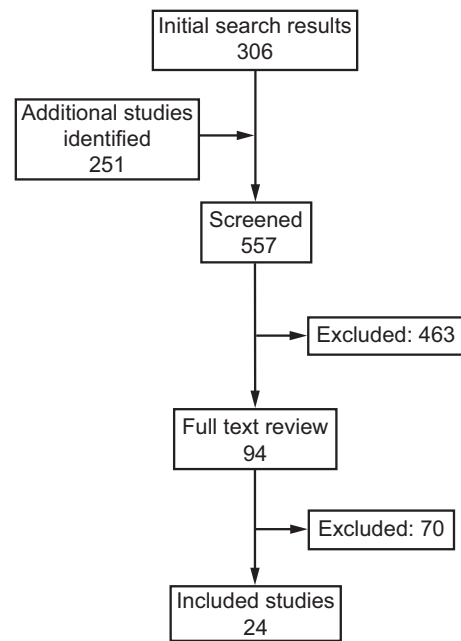 Initial search results
306
Additional studies
identified
251
Screened
557
Excluded: 463
Full text review
94
Excluded: 70
Included studies
24